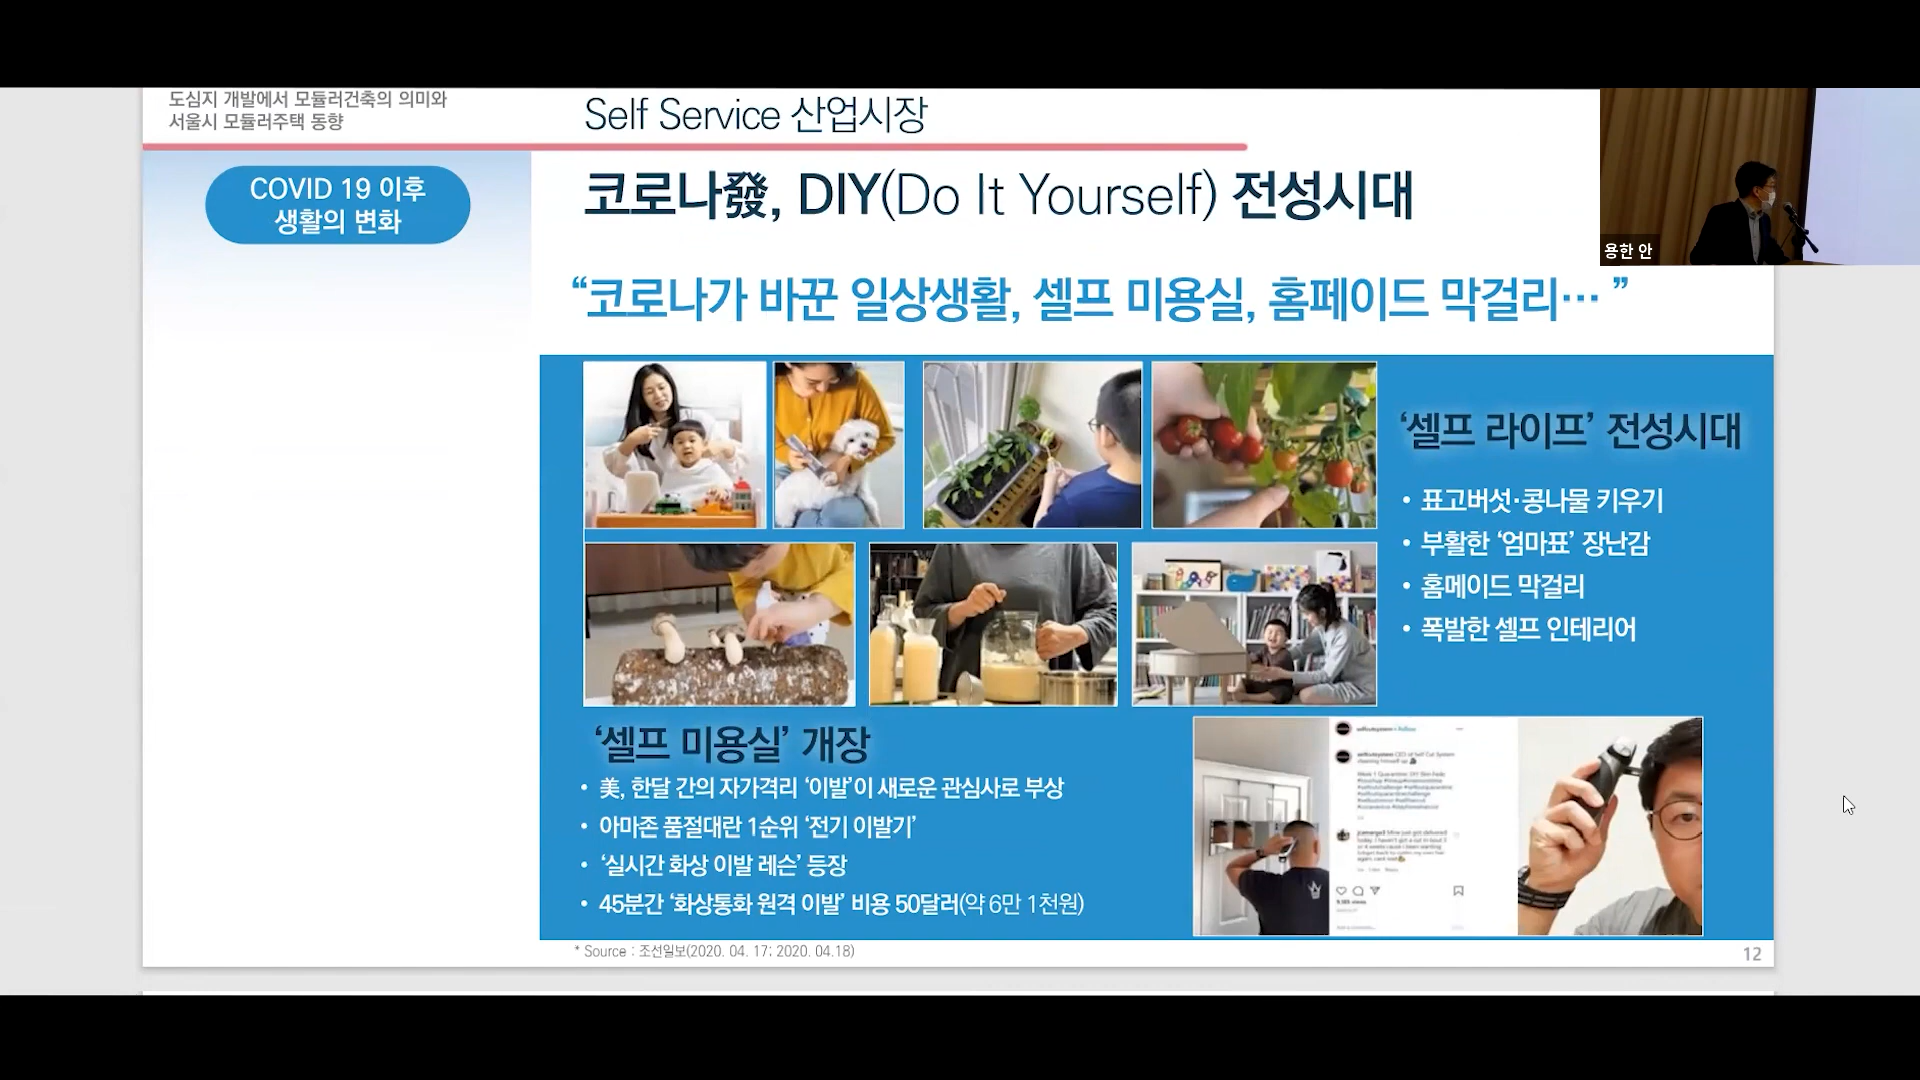 도심지 개발에서 모듈러건축의 의미와
서울시 모듈러주택 동향
Self Service 산업시장
COVID 19 이후
생활의 변화
코로나發, DIY(Do It Yourself) 전성시대
“코로나가 바꾼 일상생활, 셀프 미용실, 홈페이드 막걸리… ”
용한 안
‘셀프 라이프’ 전성시대
• 표고버섯·콩나물 키우기
• 부활한 ‘엄마표’ 장난감
• 홈메이드 막걸리
• 폭발한 셀프 인테리어
‘셀프 미용실’ 개장
• 美, 한달 간의 자가격리 ‘이발’이 새로운 관심사로 부상
• 아마존 품절대란 1순위 ‘전기 이발기’
• ‘실시간 화상 이발 레슨’ 등장
• 45분간 ‘화상통화 원격 이발’ 비용 50달러(약 6만 1천원)
* Source : 조선일보(2020. 04. 17; 2020. 04.18)
12